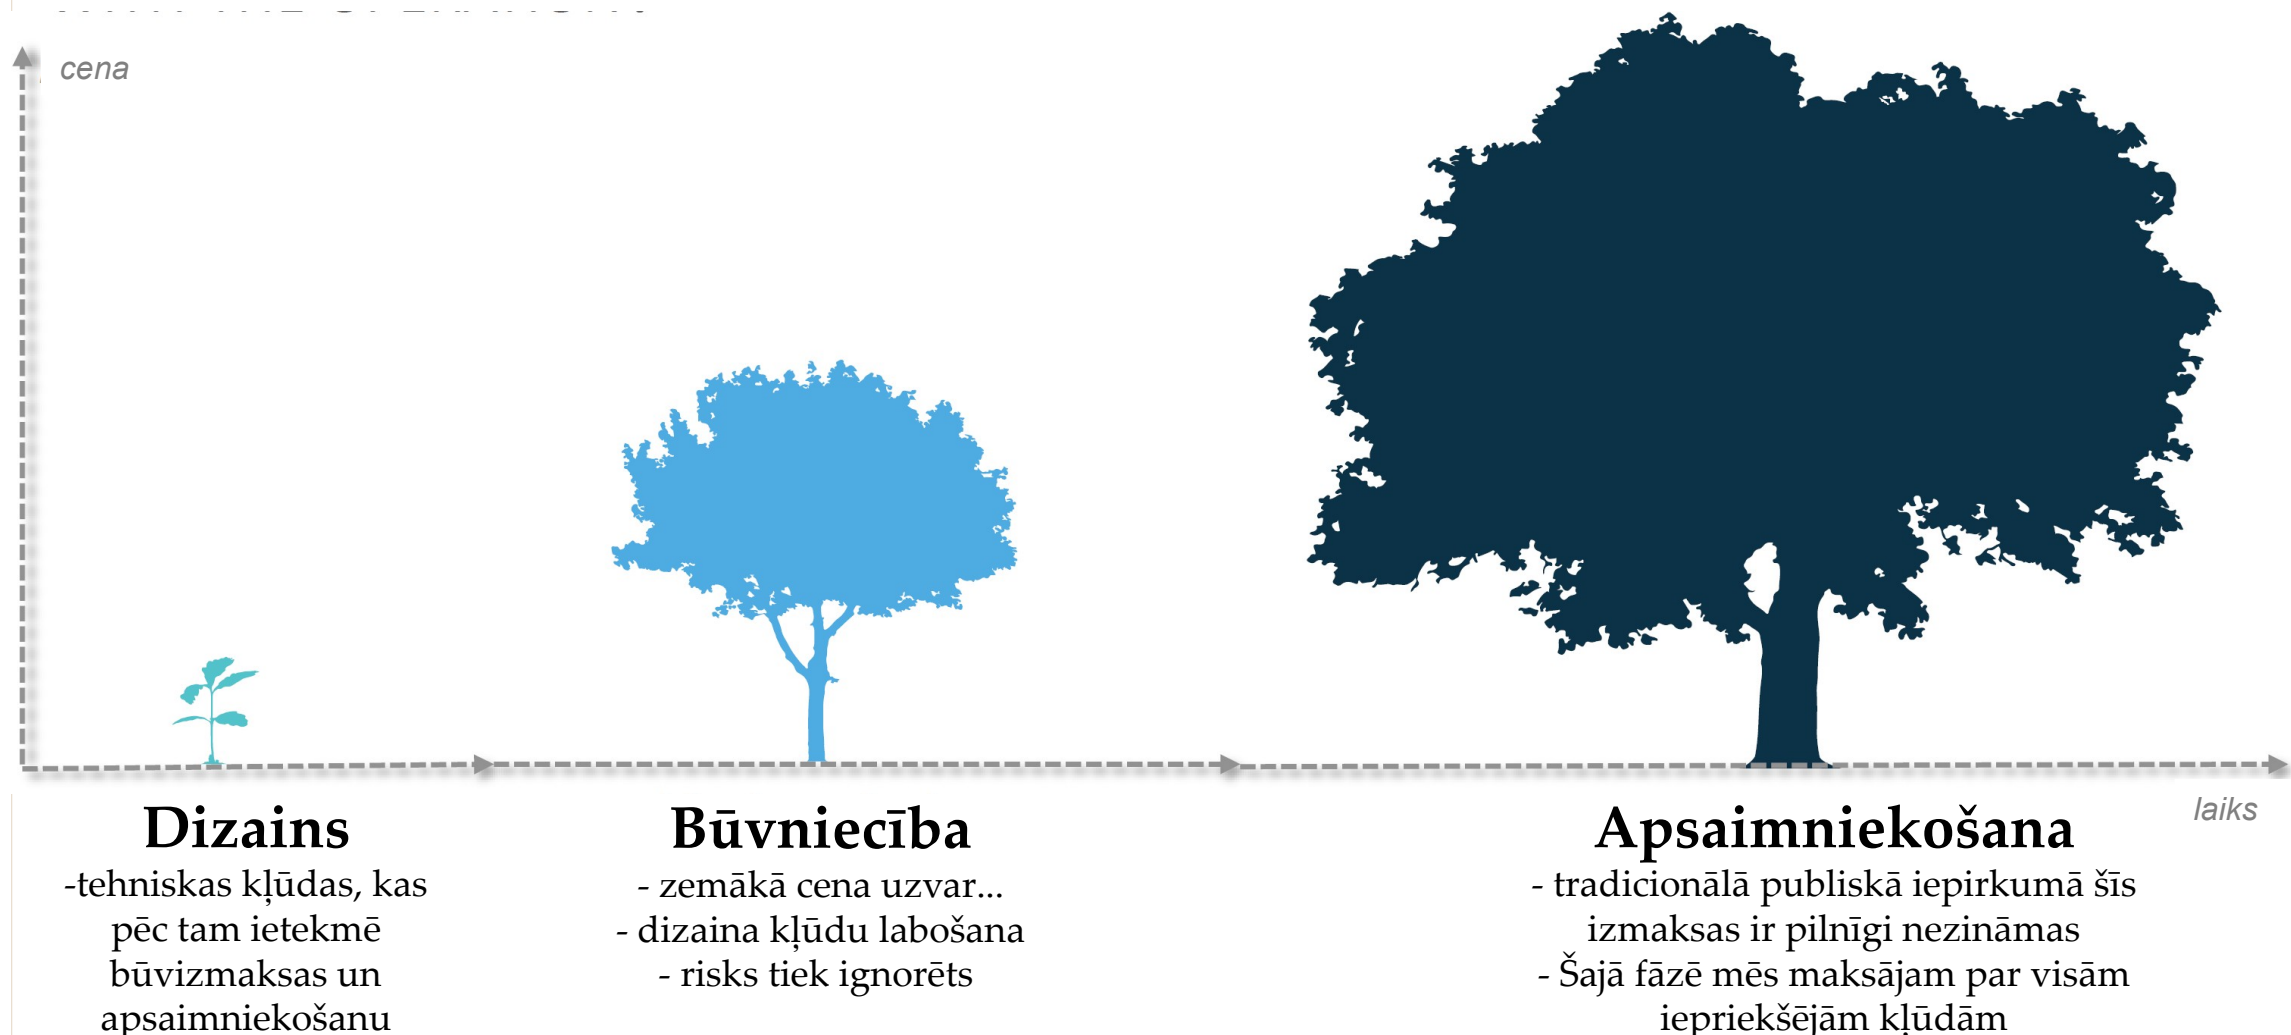 cena
laiks
Dizains
-tehniskas kļūdas, kas
pēc tam ietekmē
būvizmaksas un
apsaimniekošanu
Būvniecība
- zemākā cena uzvar...
- dizaina kļūdu labošana
- risks tiek ignorēts
Apsaimniekošana
- tradicionālā publiskā iepirkumā šīs
izmaksas ir pilnīgi nezināmas
- Šajā fāzē mēs maksājam par visām
iepriekšējām kļūdām